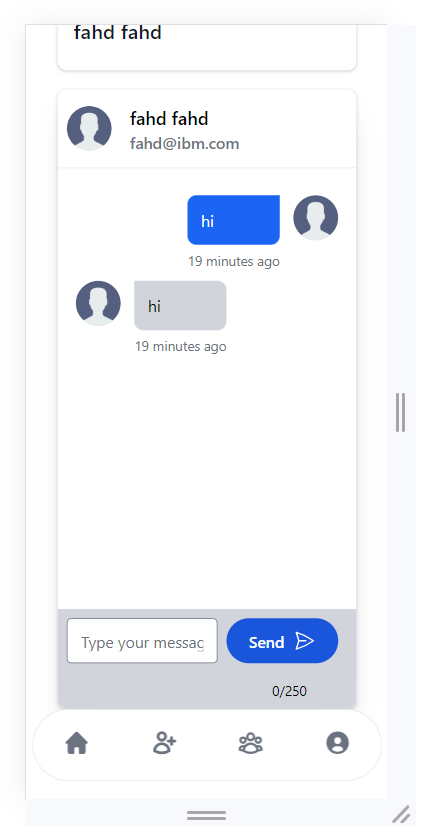 fahd fahd
fahd fahd
fahd@ibm.com
hi
19 minutes ago
hi
19 minutes ago
Type your messag
Send
0/250